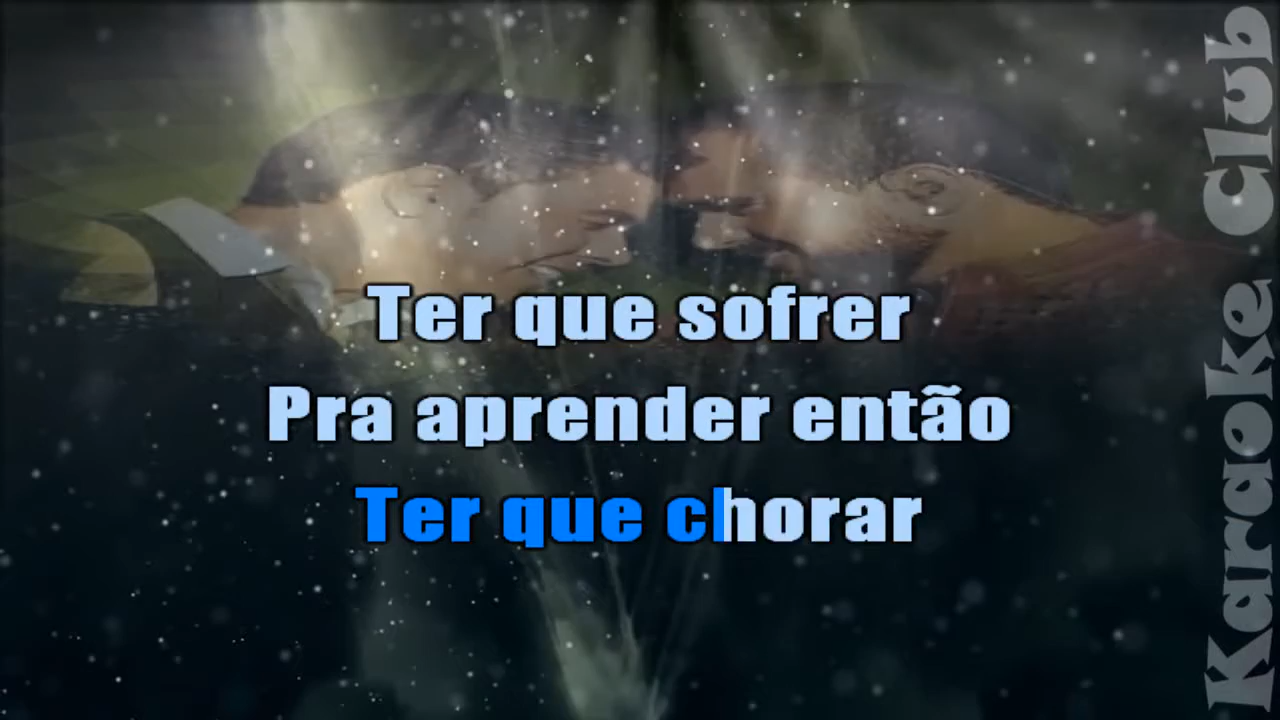 Ter que sofrer
Pra aprender então
Ter que chorar
Karaoke Club